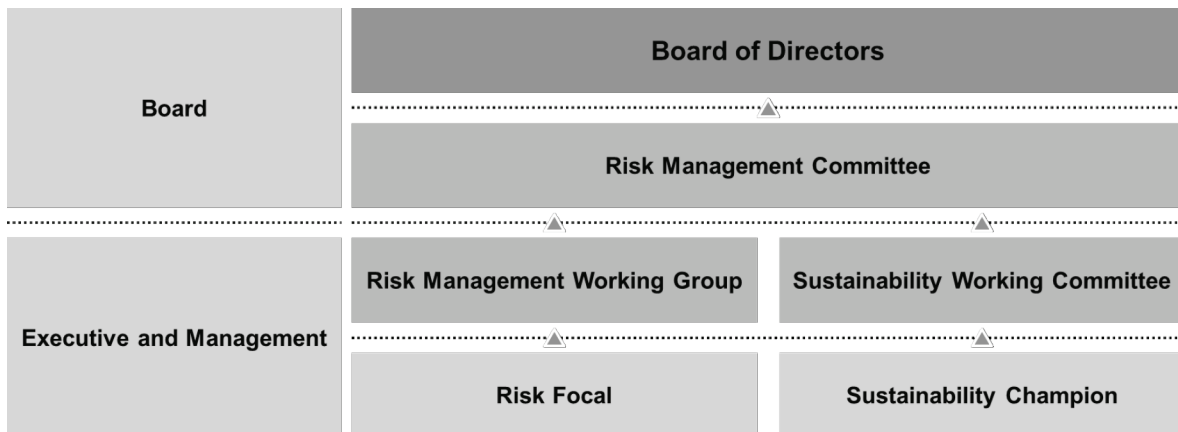 Board
Board of Directors
Risk Management Committee
Executive and Management
Risk Management Working Group
Sustainability Working Committee
Risk Focal
Sustainability Champion